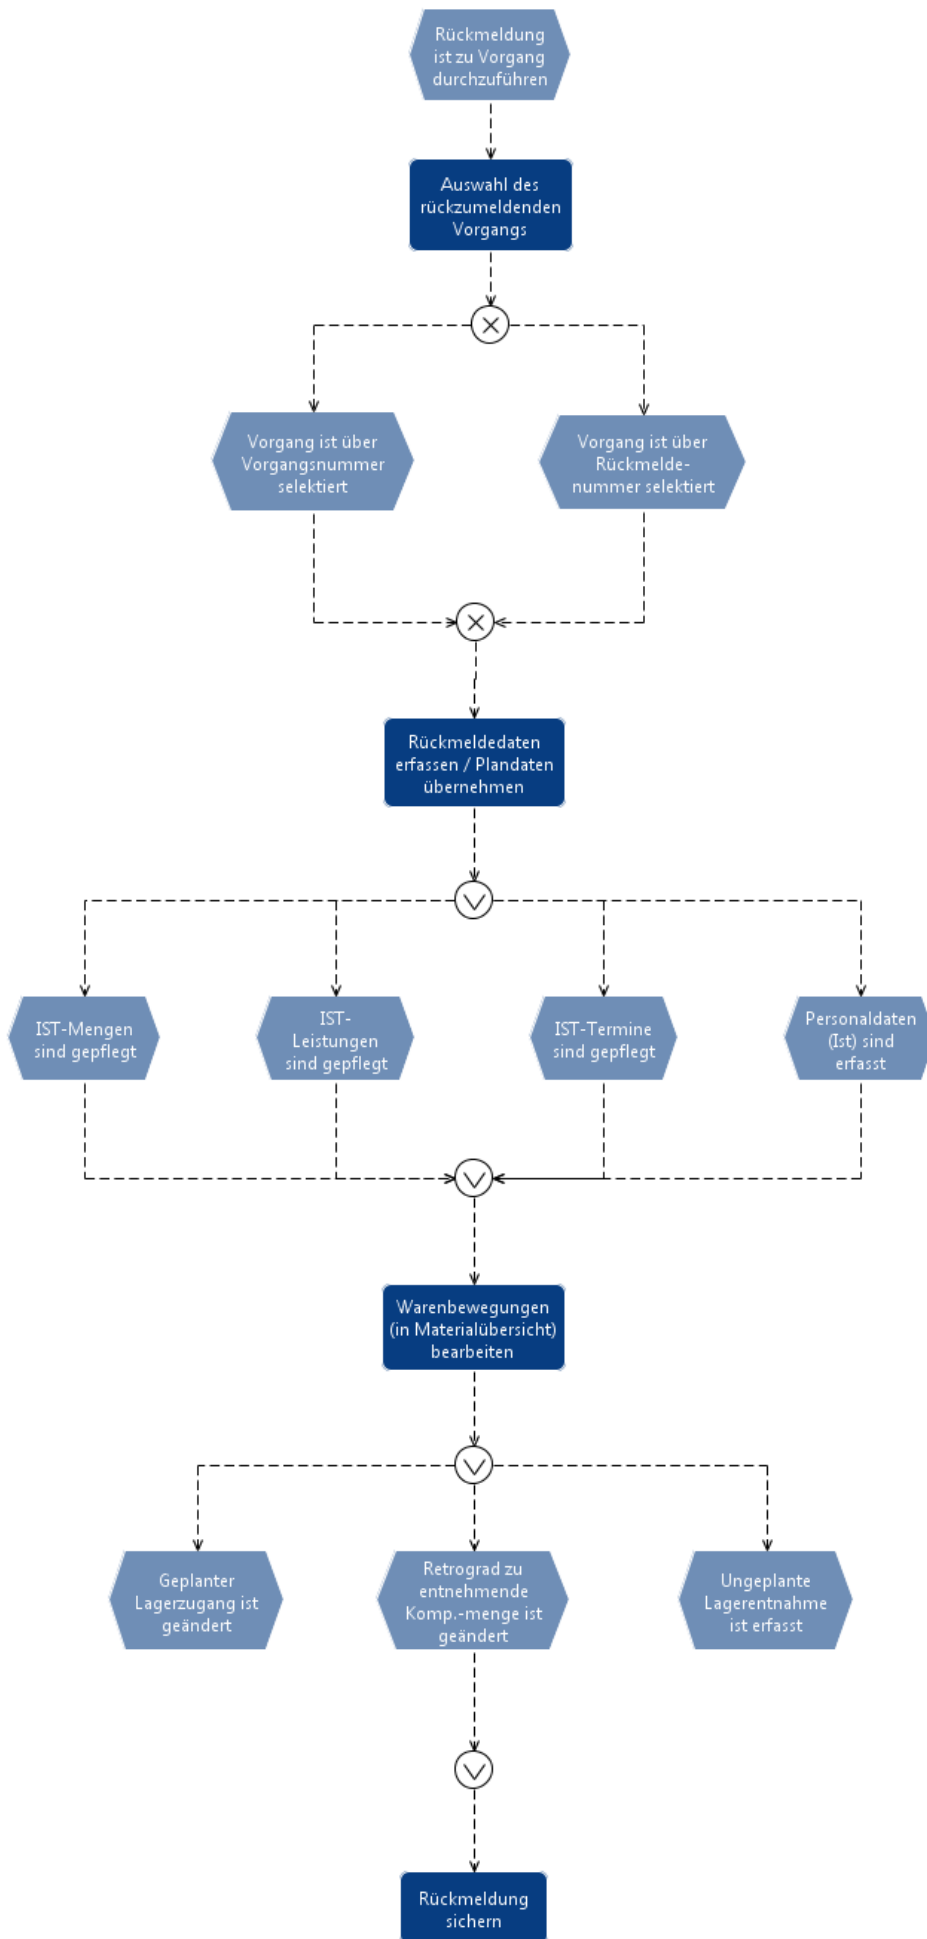 Rückmeldung
ist zu Vorgang
durchzuführen
Auswahl des
rückzumeldenden
Vorgangs
Vorgang ist über
Vorgangsnummer
selektiert
Vorgang ist über
Rückmelde-
nummer selektiert
Rückmeldedaten
erfassen / Plandaten
übernehmen
IST-Mengen
sind gepflegt
IST-
Leistungen
sind gepflegt
IST-Termine
sind gepflegt
Personaldaten
(Ist) sind
erfasst
Warenbewegungen
(in Materialübersicht)
bearbeiten
Geplanter
Lagerzugang ist
geändert
Retrograd zu
entnehmende
Komp.-menge ist
geändert
Ungeplante
Lagerentnahme
ist erfasst
Rückmeldung
sichern